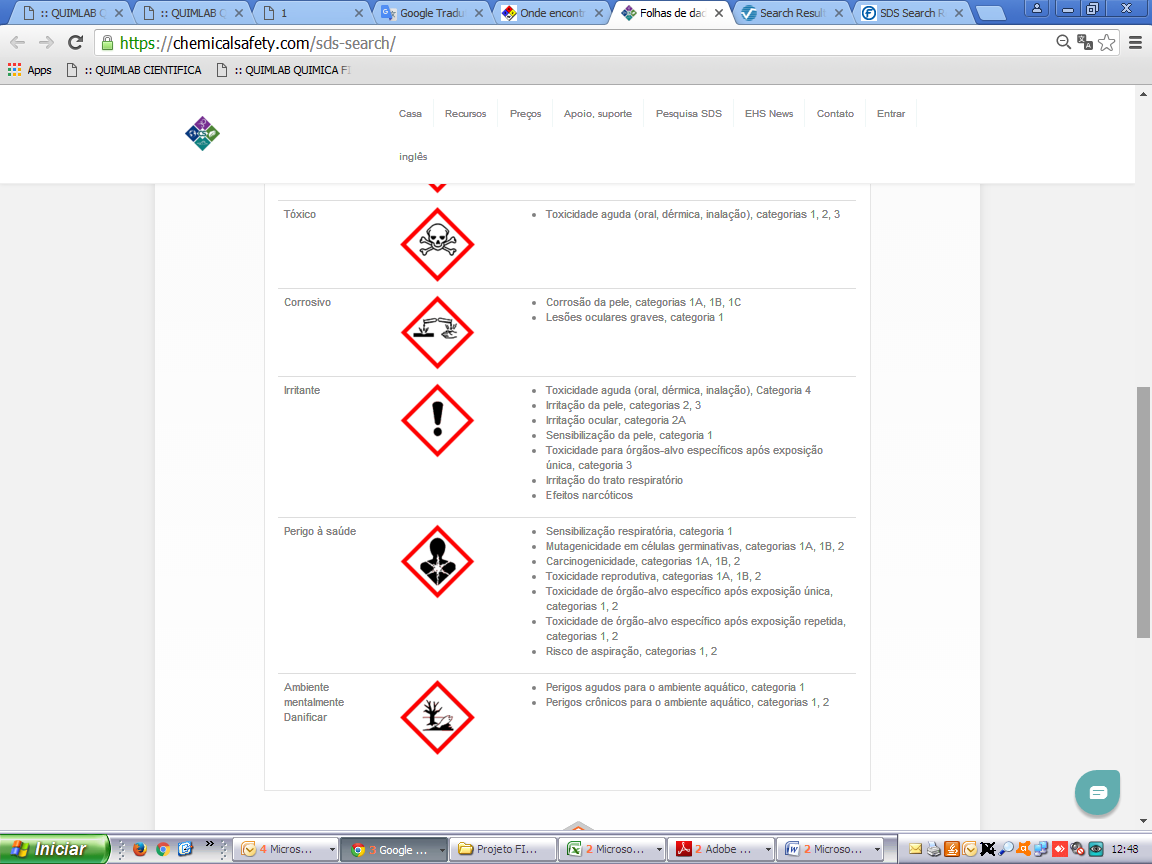 :: QUIMLAB Q
:: QUIMLAB Q
1
Google Tradu
Onde encont
Folhas de dad
Search Result
SDS Search R
https://chemicalsafety.com/sds-search/
Apps
:: QUIMLAB CIENTIFICA
:: QUIMLAB QUIMICA FI
Casa
Recursos
Preços
Apoio, suporte
Pesquisa SDS
EHS News
Contato
Entrar
inglês
Tóxico
Toxicidade aguda (oral, dérmica, inalação), categorias 1, 2, 3
Corrosivo
Corrosão da pele, categorias 1A, 1B, 1C
Lesões oculares graves, categoria 1
Irritante
Toxicidade aguda (oral, dérmica, inalação), Categoria 4
Irritação da pele, categorias 2, 3
Irritação ocular, categoria 2A
Sensibilização da pele, categoria 1
Toxicidade para órgãos-alvo específicos após exposição
única, categoria 3
Irritação do trato respiratório
Efeitos narcóticos
Perigo à saúde
Sensibilização respiratória, categoria 1
Mutagenicidade em células germinativas, categorias 1A, 1B, 2
Carcinogenicidade, categorias 1A, 1B, 2
Toxicidade reprodutiva, categorias 1A, 1B, 2
Toxicidade de órgão-alvo específico após exposição única,
categorias 1, 2
Toxicidade de órgão-alvo específico após exposição repetida,
categorias 1, 2
Risco de aspiração, categorias 1, 2
Ambiente
mentalmente
Danificar
Perigos agudos para o ambiente aquático, categoria 1
Perigos crônicos para o ambiente aquático, categorias 1, 2
Iniciar
4 Micros...
3 Google ...
Projeto FI...
2 Microso...
2 Adobe ...
2 Microso...
12:48